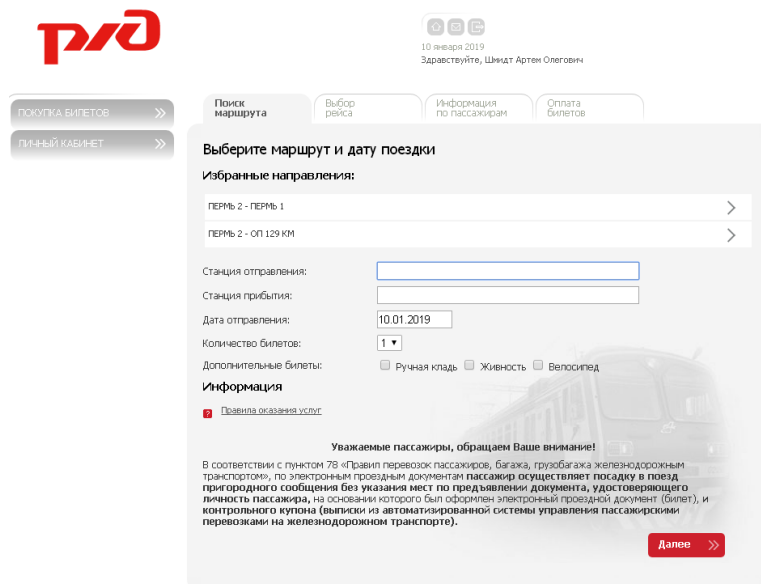 РЖД
10 января 2019
Здравствуйте, Шмидт Артем Олегович
ПОКУПКА БИЛЕТОВ
ЛИЧНЫЙ КАБИНЕТ
Поиск
маршрута
Выбор
рейса
Информация
по пассажирам
Оплата
билетов
Выберите маршрут и дату поездки
Избранные направления:
ПЕРМЬ 2 - ПЕРМЬ 1
ПЕРМЬ 2 - ОП 129 КМ
Станция отправления:
Станция прибытия:
Дата отправления: 10.01.2019
Количество билетов: 1
Дополнительные билеты: Ручная кладь Живность Велосипед
Информация
? Правила оказания услуг
Уважаемые пассажиры, обращаем Ваше внимание!
В соответствии с пунктом 78 «Правил перевозок пассажиров, багажа, грузобагажа железнодорожным
транспортом», по электронным проездным документам пассажир осуществляет посадку в поезд
пригородного сообщения без указания мест по предъявлении документа, удостоверяющего
личность пассажира, на основании которого был оформлен электронный проездной документ (билет), и
контрольного купона (выписки из автоматизированной системы управления пассажирскими
перевозками на железнодорожном транспорте).
Далее